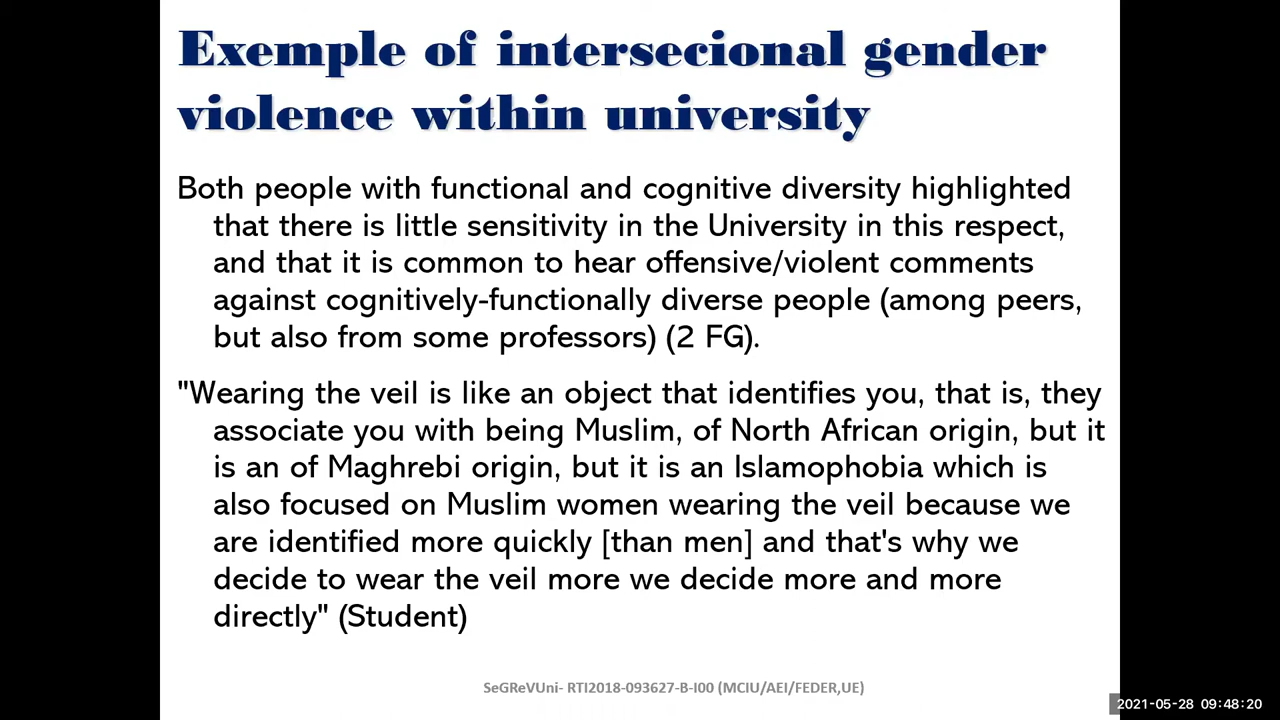 Exemple of intersecional gender
violence within university
Both people with functional and cognitive diversity highlighted
that there is little sensitivity in the University in this respect,
and that it is common to hear offensive/violent comments
against cognitively-functionally diverse people (among peers,
but also from some professors) (2 FG).
"Wearing the veil is like an object that identifies you, that is, they
associate you with being Muslim, of North African origin, but it
is an of Maghrebi origin, but it is an Islamophobia which is
also focused on Muslim women wearing the veil because we
are identified more quickly [than men] and that's why we
decide to wear the veil more we decide more and more
directly" (Student)
SeGReVUni- RTI2018-093627-B-I00 (MCIU/AEI/FEDER,UE)
2021-05-28 09:48:20